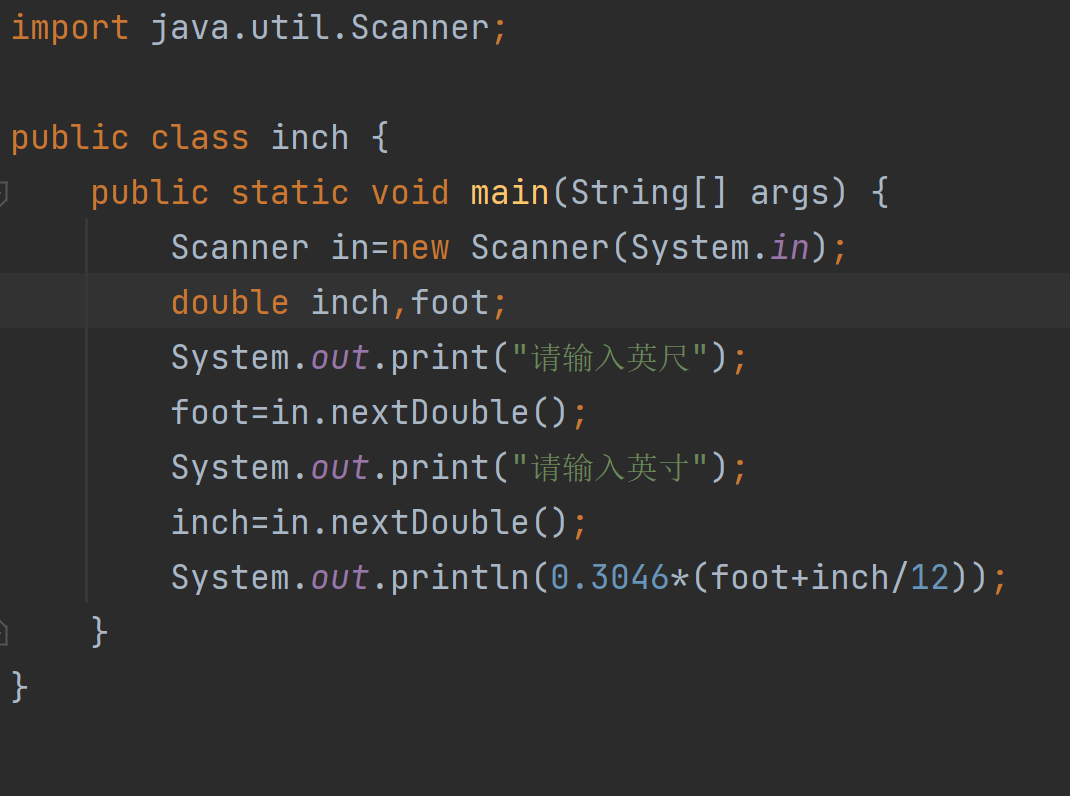 import java.util.Scanner;
public class inch {
public static void main(String[] args) {
Scanner in=new Scanner(System.in);
double inch,foot;
System.out.print("请输入英尺");
foot=in.nextDouble();
System.out.print("请输入英寸");
inch=in.nextDouble();
System.out.println(0.3046*(foot+inch/12));
}
}